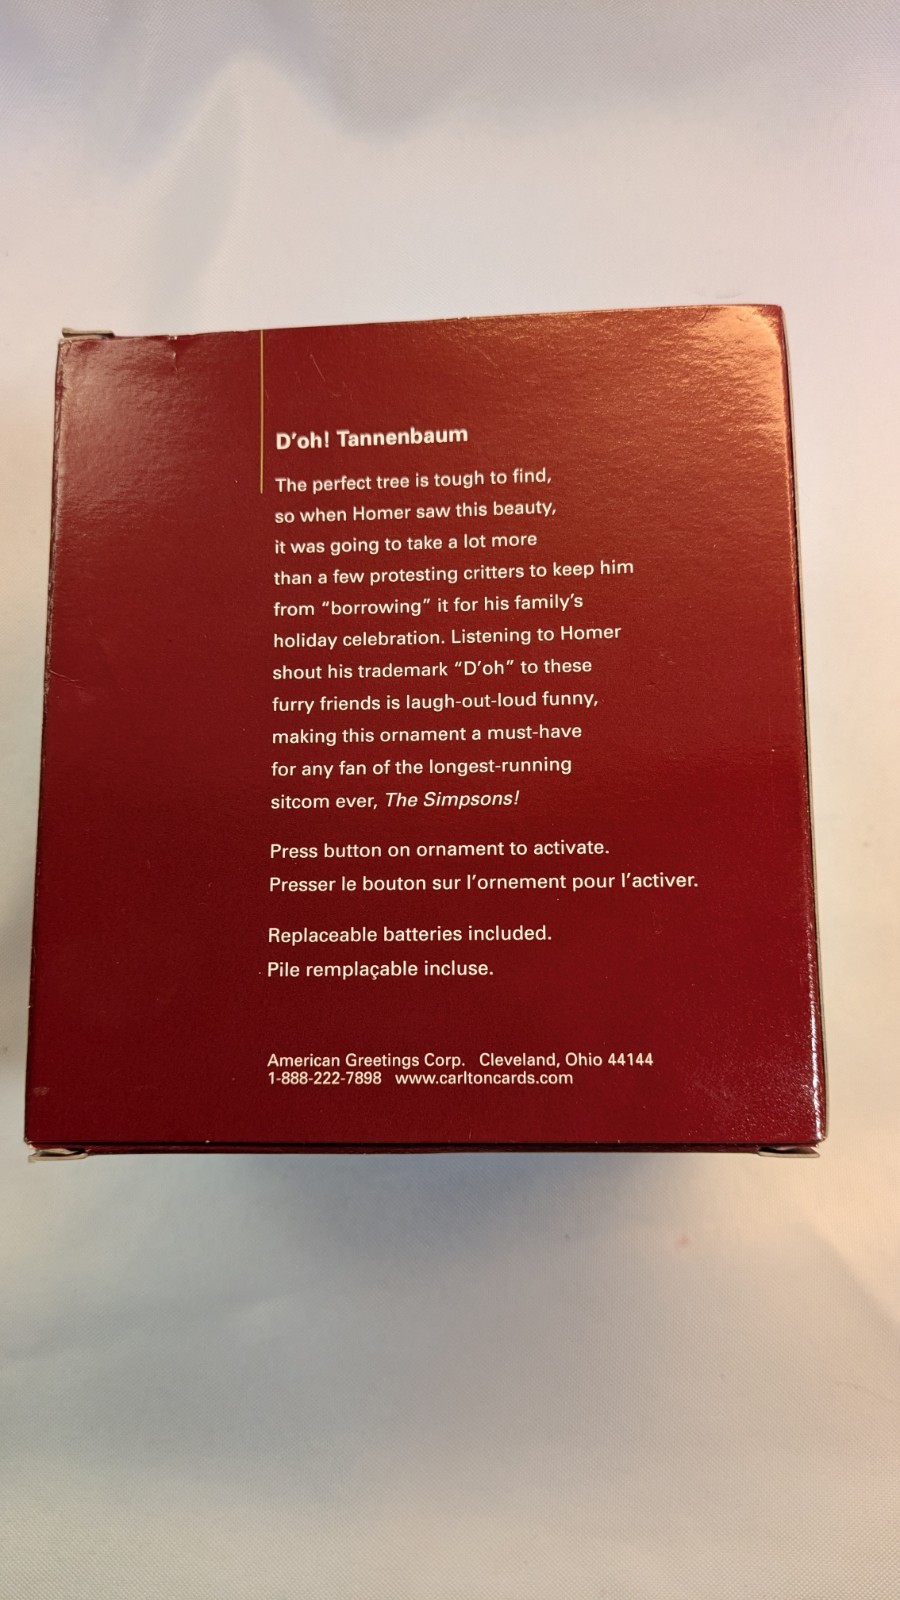 D'oh! Tannenbaum
The perfect tree is tough to find,
so when Homer saw this beauty,
it was going to take a lot more
than a few protesting critters to keep him
from “borrowing” it for his family's
holiday celebration. Listening to Homer
shout his trademark “D'oh” to these
furry friends is laugh-out-loud funny,
making this ornament a must-have
for any fan of the longest-running
sitcom ever, The Simpsons!
Press button on ornament to activate.
Presser le bouton sur l'ornement pour l'activer.
Replaceable batteries included.
Pile remplaçable incluse.
American Greetings Corp. Cleveland, Ohio 44144
1-888-222-7898 www.carltoncards.com